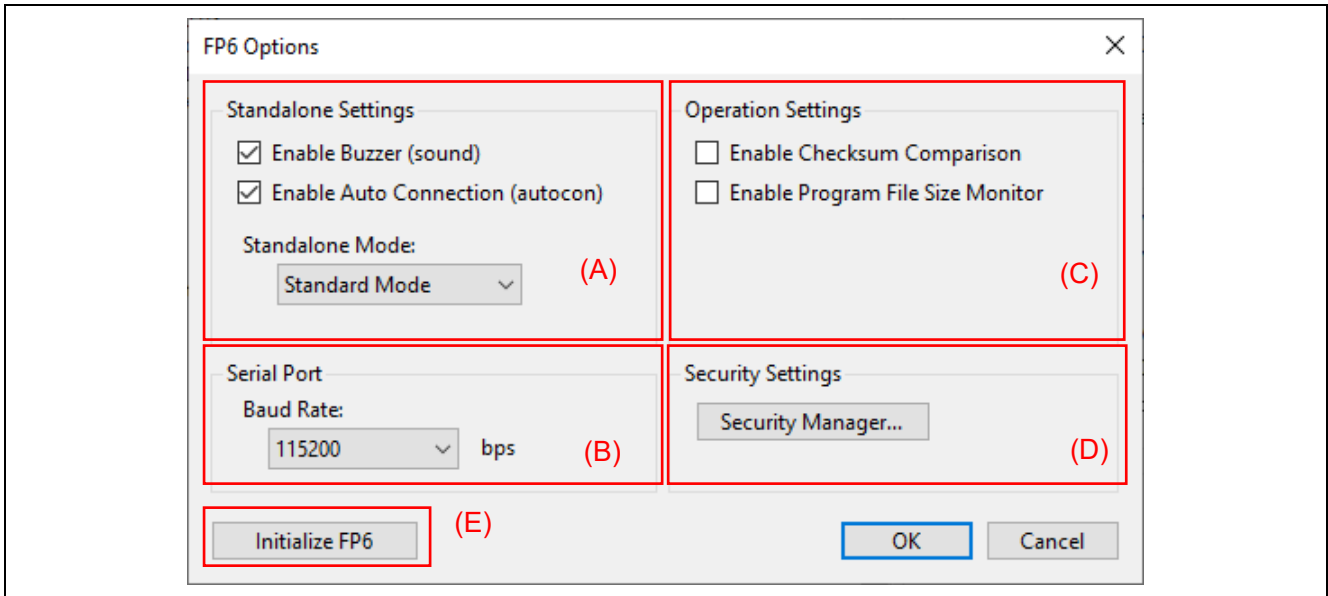 FP6 Options
Standalone Settings
Enable Buzzer (sound)
Enable Auto Connection (autocon)
Standalone Mode:
Standard Mode
(A)
Operation Settings
Enable Checksum Comparison
Enable Program File Size Monitor
(C)
Serial Port
Baud Rate:
115200 bps
(B)
Security Settings
Security Manager...
(D)
Initialize FP6
(E)
OK
Cancel